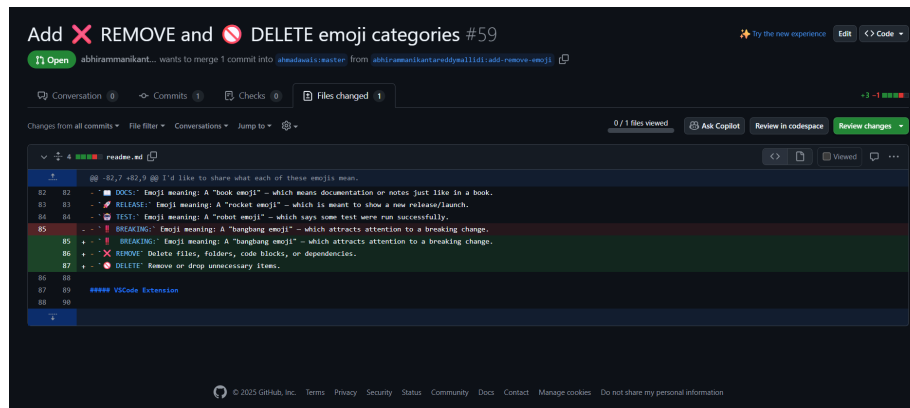 Add ❌ REMOVE and 🚫 DELETE emoji categories #59
✨ Try the new experience Edit <> Code
Open abhirammanikant... wants to merge 1 commit into ahmadawais:master from abhirammanikantareddymallidi:add-remove-emoji
Conversation 0 Commits 1 Checks 0 Files changed 1 +3 −1
Changes from all commits File filter Conversations Jump to 0 / 1 files viewed Ask Copilot Review in codespace Review changes
4 readme.md <> Viewed ...
@@ -82,7 +82,9 @@ I'd like to share what each of these emojis mean.
82 82 - `📖 DOCS:` Emoji meaning: A "book emoji" — which means documentation or notes just like in a book.
83 83 - `🚀 RELEASE:` Emoji meaning: A "rocket emoji" — which is meant to show a new release/launch.
84 84 - `🤖 TEST:` Emoji meaning: A "robot emoji" — which says some test were run successfully.
85 - - `‼️ BREAKING:` Emoji meaning: A "bangbang emoji" — which attracts attention to a breaking change.
85 + - `‼️ BREAKING:` Emoji meaning: A "bangbang emoji" — which attracts attention to a breaking change.
86 + - `❌ REMOVE` Delete files, folders, code blocks, or dependencies.
87 + - `🚫 DELETE` Remove or drop unnecessary items.
86 88
87 89 ##### VSCode Extension
88 90
© 2025 GitHub, Inc. Terms Privacy Security Status Community Docs Contact Manage cookies Do not share my personal information